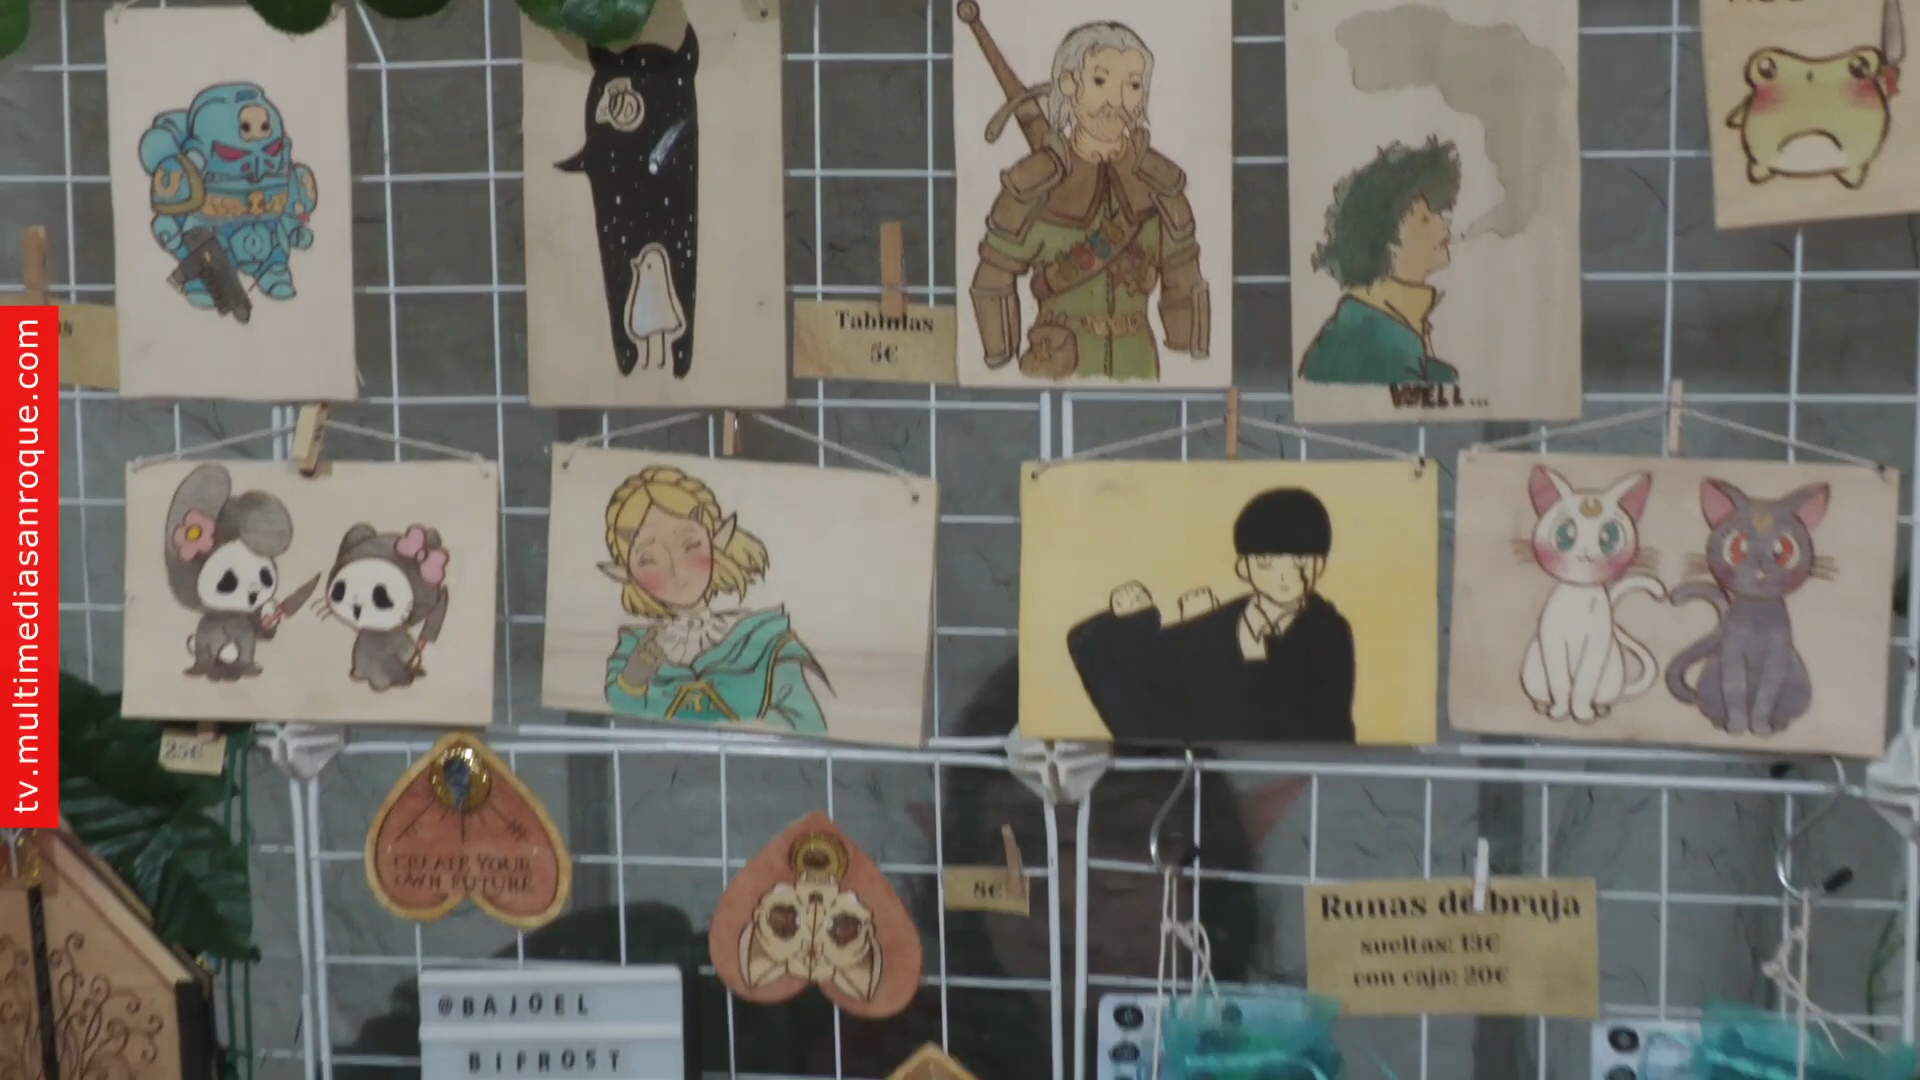 tv.multimediasanroque.com
Tablillas
5€
WELL...
25€
CREATE YOUR
OWN FUTURE
8€
Runas de bruja
sueltas: 13€
con caja: 20€
@BAJOEL
BIFROST